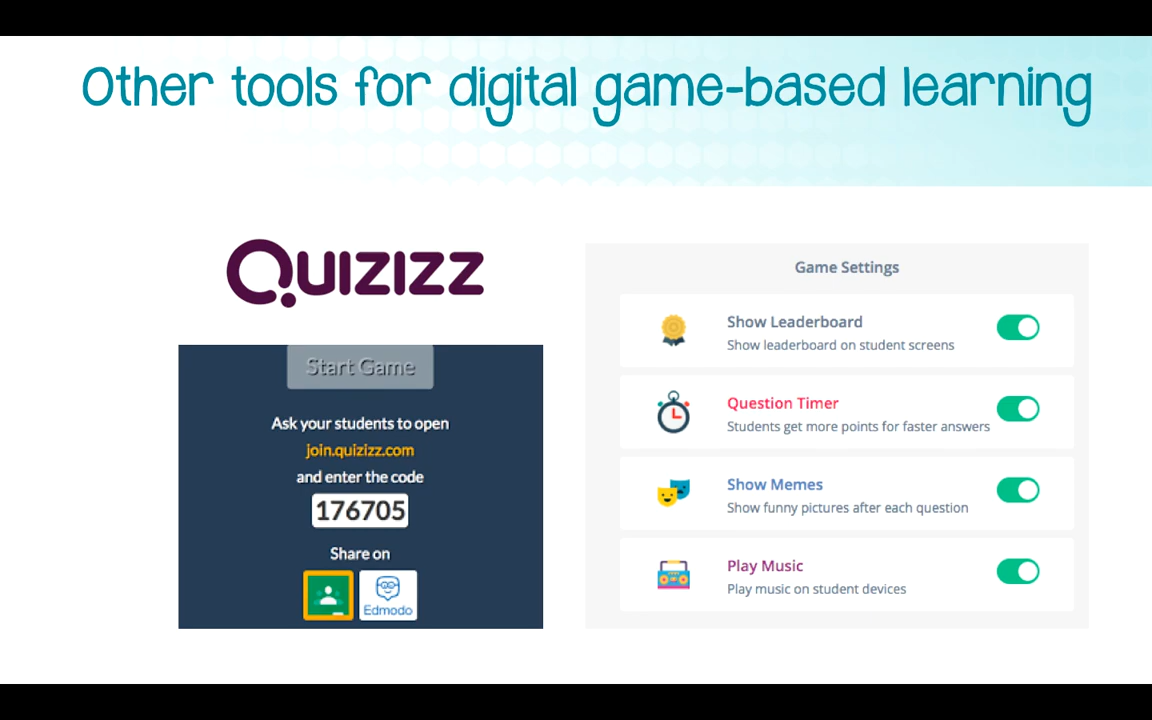 Other tools for digital game-based learning
QUIZIZZ
Start Game
Ask your students to open
join.quizizz.com
and enter the code
176705
Share on
Edmodo
Game Settings
Show Leaderboard
Show leaderboard on student screens
Question Timer
Students get more points for faster answers
Show Memes
Show funny pictures after each question
Play Music
Play music on student devices